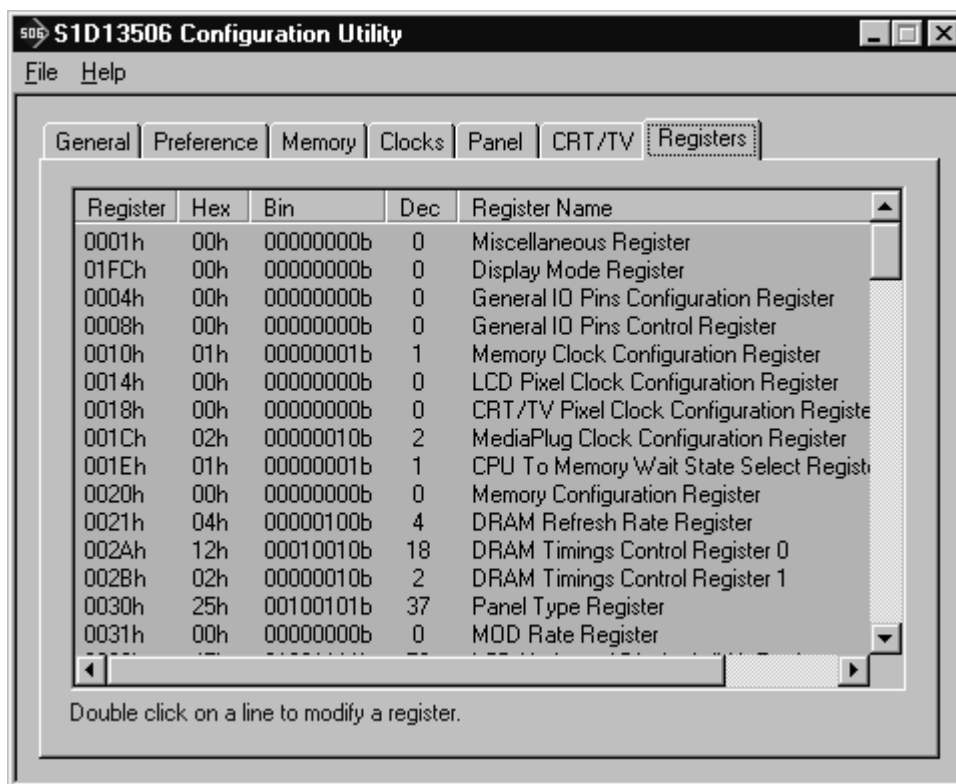 506 S1D13506 Configuration Utility
File Help
General Preference Memory Clocks Panel CRT/TV Registers
Register Hex Bin Dec Register Name
0001h 00h 00000000b 0 Miscellaneous Register
01FCh 00h 00000000b 0 Display Mode Register
0004h 00h 00000000b 0 General IO Pins Configuration Register
0008h 00h 00000000b 0 General IO Pins Control Register
0010h 01h 00000001b 1 Memory Clock Configuration Register
0014h 00h 00000000b 0 LCD Pixel Clock Configuration Register
0018h 00h 00000000b 0 CRT/TV Pixel Clock Configuration Registe
001Ch 02h 00000010b 2 MediaPlug Clock Configuration Register
001Eh 01h 00000001b 1 CPU To Memory Wait State Select Regist
0020h 00h 00000000b 0 Memory Configuration Register
0021h 04h 00000100b 4 DRAM Refresh Rate Register
002Ah 12h 00010010b 18 DRAM Timings Control Register 0
002Bh 02h 00000010b 2 DRAM Timings Control Register 1
0030h 25h 00100101b 37 Panel Type Register
0031h 00h 00000000b 0 MOD Rate Register
Double click on a line to modify a register.